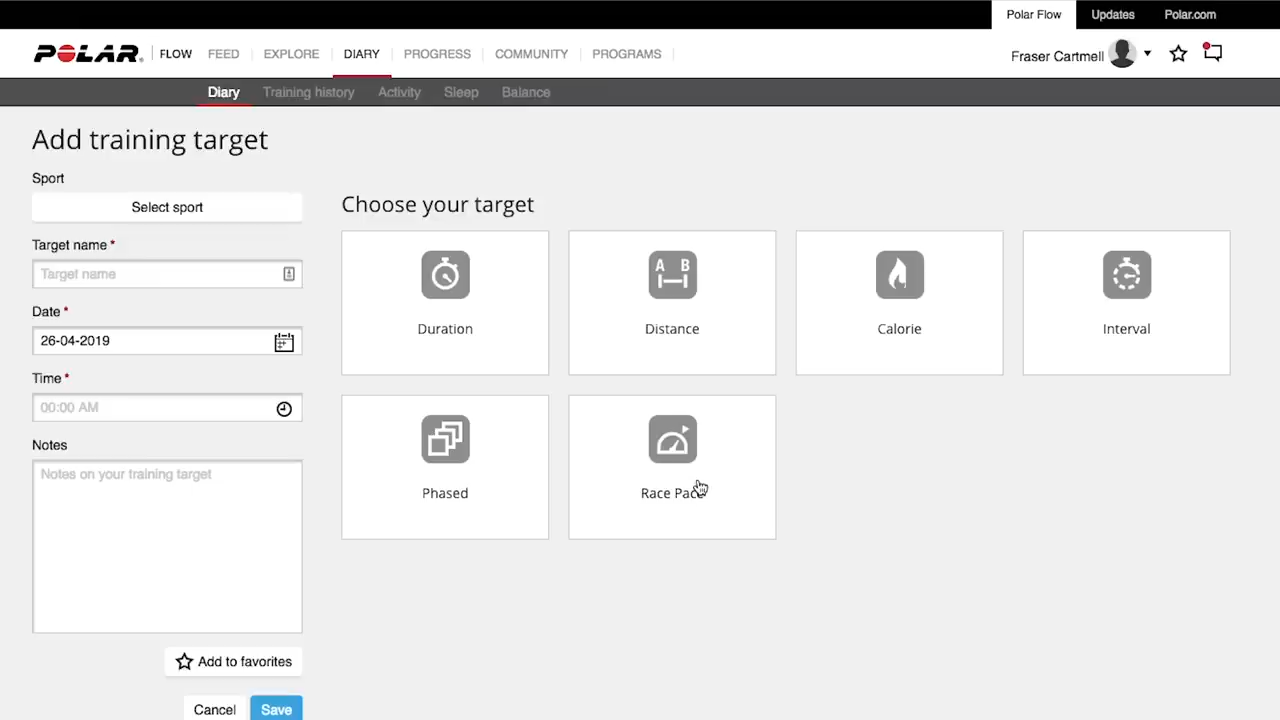 Polar Flow Updates Polar.com
POLAR. FLOW FEED EXPLORE DIARY PROGRESS COMMUNITY PROGRAMS Fraser Cartmell
Diary Training history Activity Sleep Balance
Add training target
Sport
Select sport
Target name *
Target name
Date *
26-04-2019
Time *
00:00 AM
Notes
Notes on your training target
Add to favorites
Cancel Save
Choose your target
A B
Duration Distance Calorie Interval
Phased Race Pace